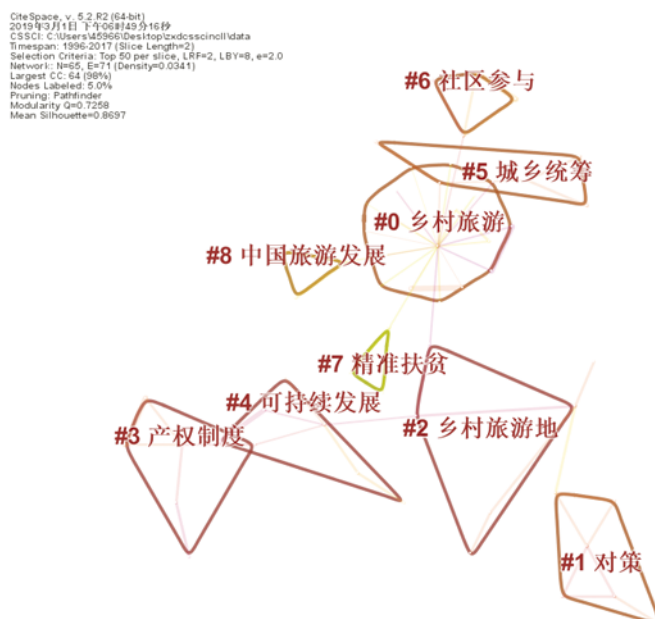 CiteSpace, v. 5.2.R2 (64-bit)
2019年3月1日 下午06时49分16秒
CSSCI: C:\Users\45966\Desktop\zxdcsscincll\data
Timespan: 1996-2017 (Slice Length=2)
Selection Criteria: Top 50 per slice, LRF=2, LBY=8, e=2.0
Network: N=65, E=71 (Density=0.0341)
Largest CC: 64 (98%)
Nodes Labeled: 5.0%
Pruning: Pathfinder
Modularity Q=0.7258
Mean Silhouette=0.8697
#6 社区参与
#5 城乡统筹
#0 乡村旅游
#8 中国旅游发展
#7 精准扶贫
#4 可持续发展
#3 产权制度
#2 乡村旅游地
#1 对策